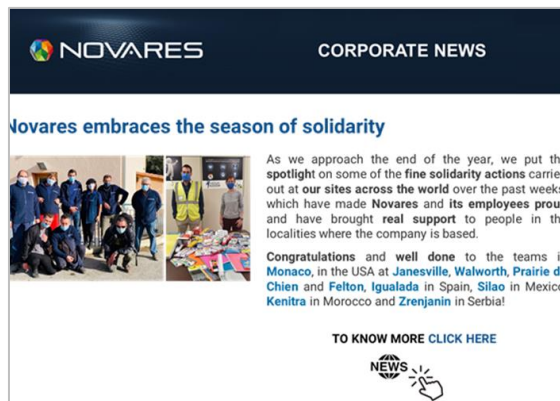 NOVARES
CORPORATE NEWS
Novares embraces the season of solidarity
As we approach the end of the year, we put th
spotlight on some of the fine solidarity actions carrie
out at our sites across the world over the past weeks
which have made Novares and its employees prou
and have brought real support to people in th
localities where the company is based.
Congratulations and well done to the teams i
Monaco, in the USA at Janesville, Walworth, Prairie d
Chien and Felton, Igualada in Spain, Silao in Mexico
Kenitra in Morocco and Zrenjanin in Serbia!
TO KNOW MORE CLICK HERE
NEWS